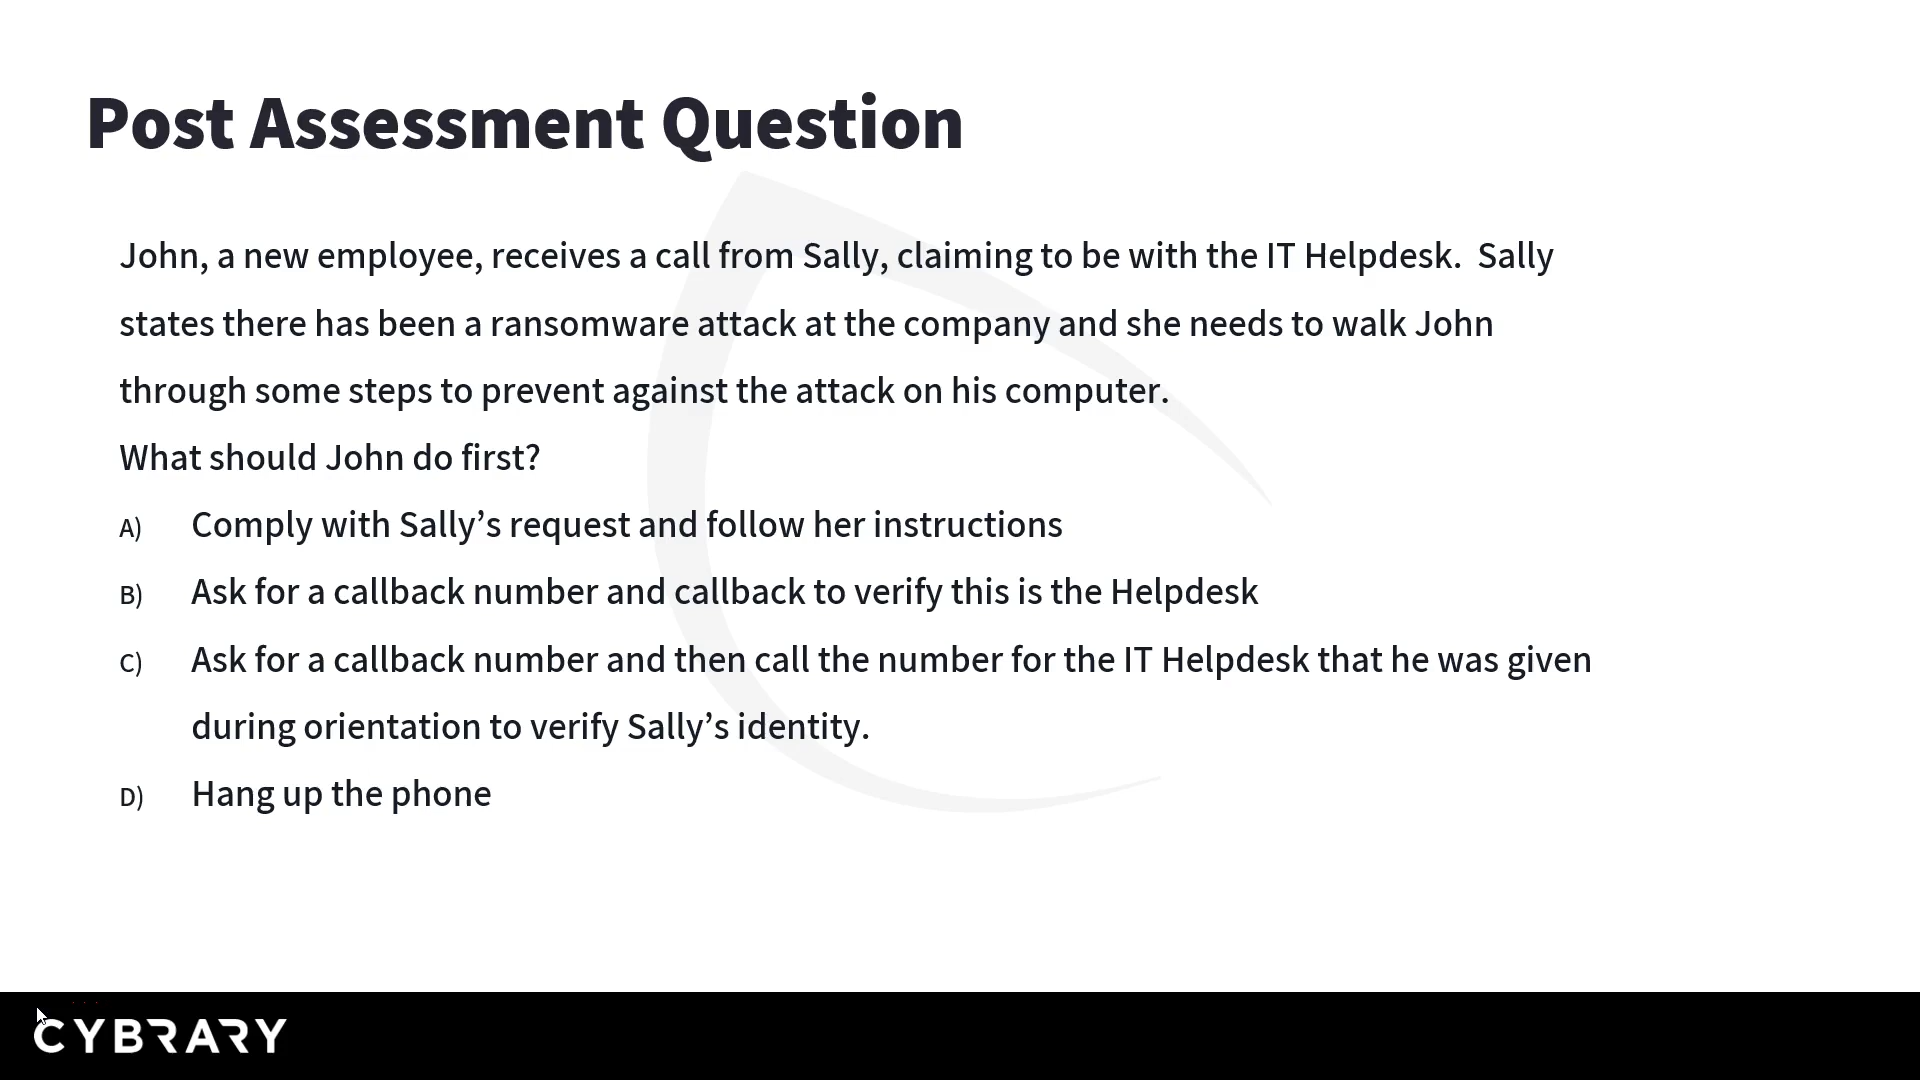 Post Assessment Question
John, a new employee, receives a call from Sally, claiming to be with the IT Helpdesk.  Sally
states there has been a ransomware attack at the company and she needs to walk John
through some steps to prevent against the attack on his computer.
What should John do first?
A) Comply with Sally’s request and follow her instructions
B) Ask for a callback number and callback to verify this is the Helpdesk
C) Ask for a callback number and then call the number for the IT Helpdesk that he was given
during orientation to verify Sally’s identity.
D) Hang up the phone
CYBRARY